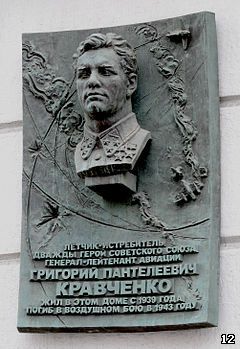 ЛЕТЧИК-ИСТРЕБИТЕЛЬ
ДВАЖДЫ ГЕРОЙ СОВЕТСКОГО СОЮЗА
ГЕНЕРАЛ-ЛЕЙТЕНАНТ АВИАЦИИ
ГРИГОРИЙ ПАНТЕЛЕЕВИЧ
КРАВЧЕНКО
ЖИЛ В ЭТОМ ДОМЕ С 1939 ГОДА
ПОГИБ В ВОЗДУШНОМ БОЮ В 1943 ГОДУ
12